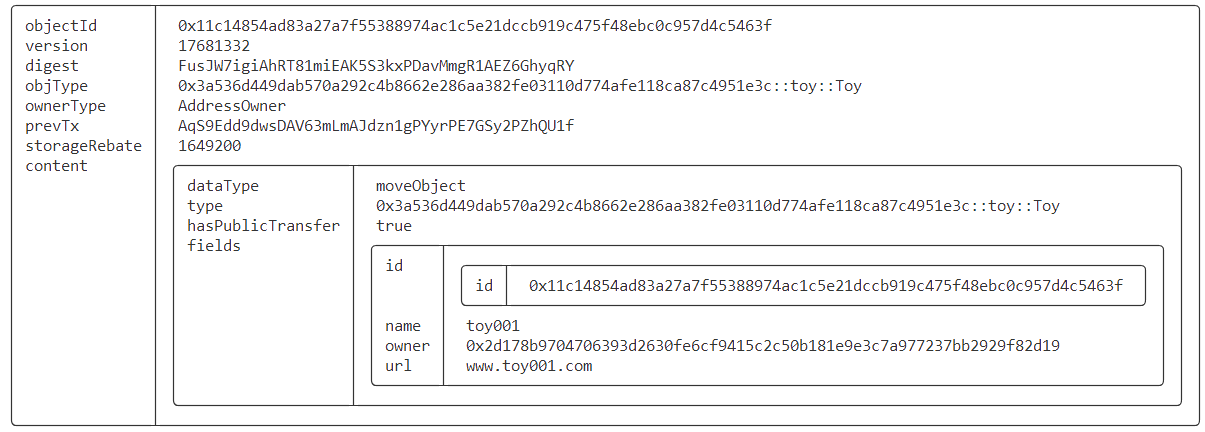 objectId 0x11c14854ad83a27a7f55388974ac1c5e21dccb919c475f48ebc0c957d4c5463f
version 17681332
digest FusJW7igiAhRT81miEAK5S3kxPDavMmgR1AEZ6GhyqRY
objType 0x3a536d449dab570a292c4b8662e286aa382fe03110d774afe118ca87c4951e3c::toy::Toy
ownerType AddressOwner
prevTx AqS9Edd9dwsDAV63mLmAJdzn1gPYyrPE7GSy2PZhQU1f
storageRebate 1649200
content
dataType moveObject
type 0x3a536d449dab570a292c4b8662e286aa382fe03110d774afe118ca87c4951e3c::toy::Toy
hasPublicTransfer true
fields
id
id 0x11c14854ad83a27a7f55388974ac1c5e21dccb919c475f48ebc0c957d4c5463f
name toy001
owner 0x2d178b9704706393d2630fe6cf9415c2c50b181e9e3c7a977237bb2929f82d19
url www.toy001.com